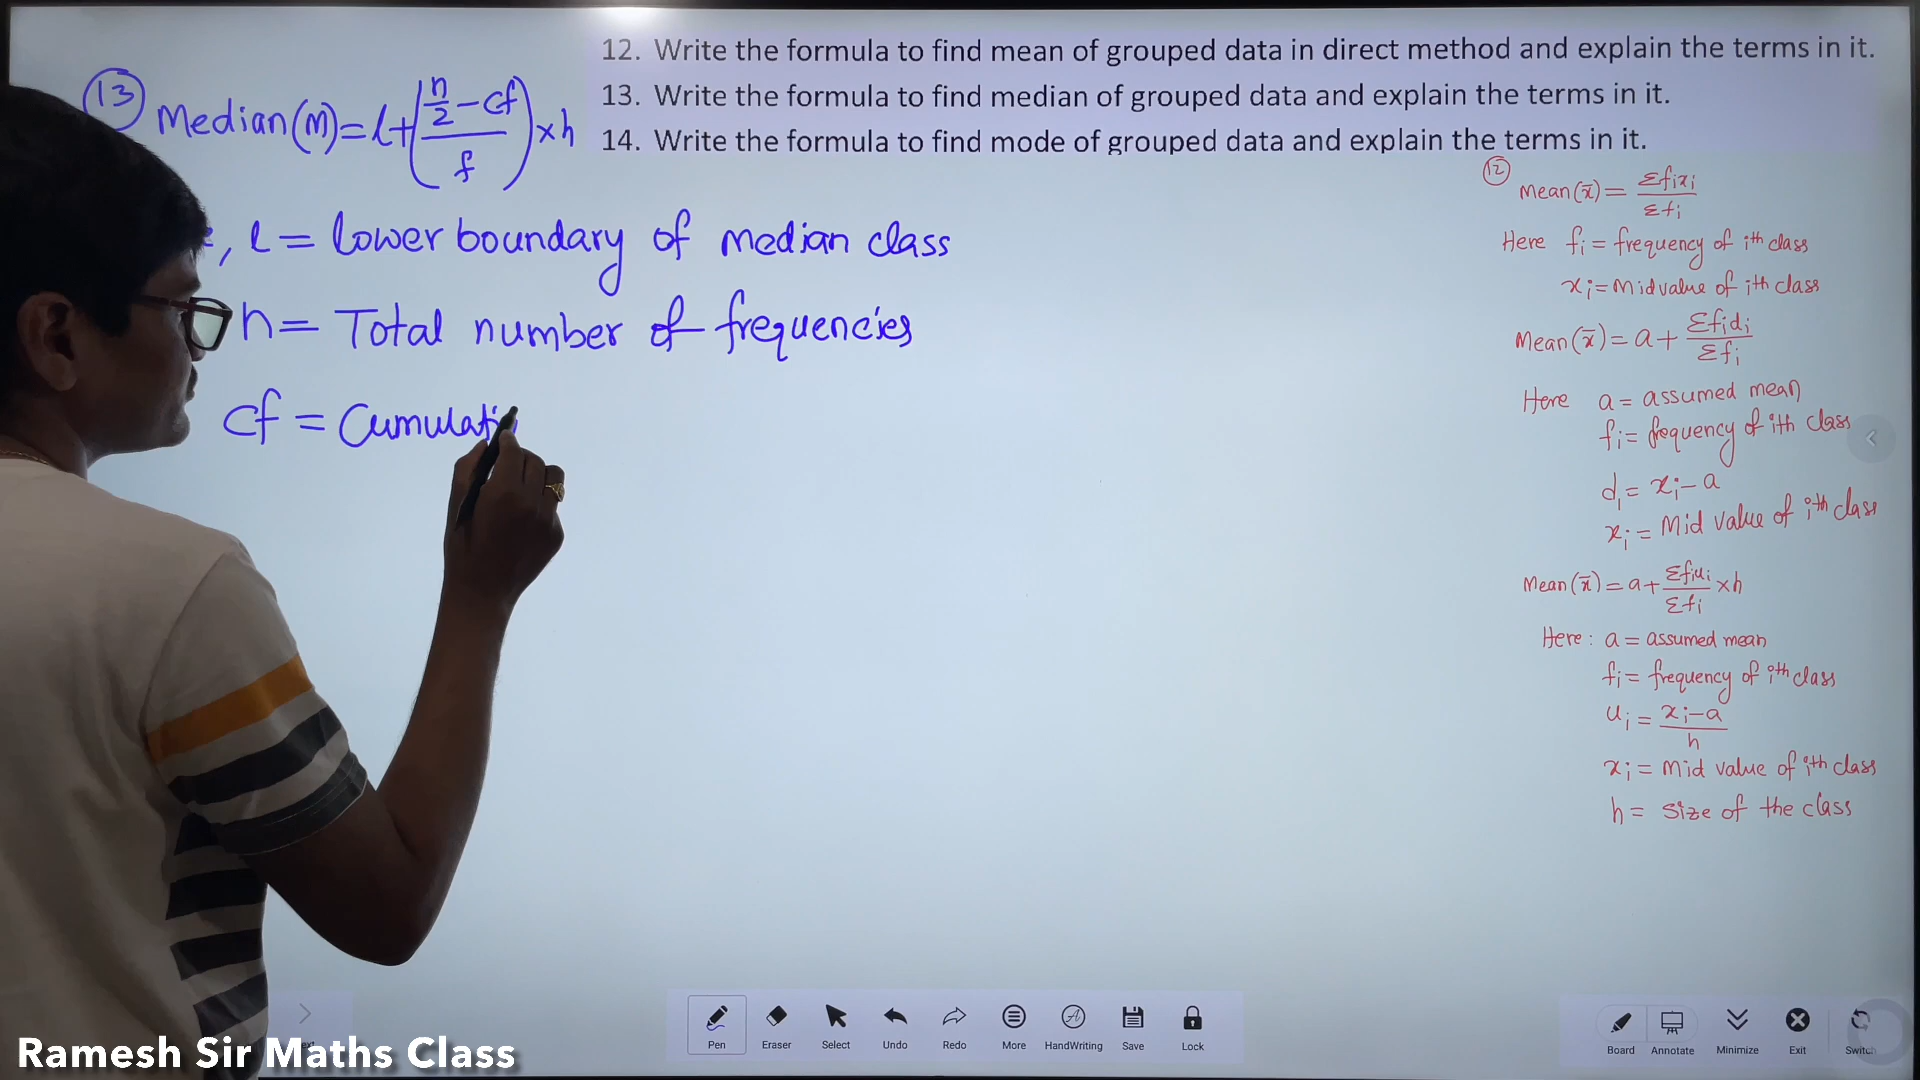 12. Write the formula to find mean of grouped data in direct method and explain the terms in it.
13. Write the formula to find median of grouped data and explain the terms in it.
14. Write the formula to find mode of grouped data and explain the terms in it.
13 Median (M) = l + ((n/2 - cf)/f) × h
, l = lower boundary of median class
n = Total number of frequencies
cf = Cumulati
12 Mean (x̄) = Σfixi/Σfi
Here fi = frequency of ith class
xi = Mid value of ith class
Mean (x̄) = a + Σfidi/Σfi
Here a = assumed mean
fi = frequency of ith class
di = xi - a
xi = Mid value of ith class
Mean (x̄) = a + Σfiui/Σfi × h
Here : a = assumed mean
fi = frequency of ith class
ui = xi - a/h
xi = Mid value of ith class
h = size of the class
Pen Eraser Select Undo Redo More HandWriting Save Lock
Board Annotate Minimize Exit Switch
Ramesh Sir Maths Class